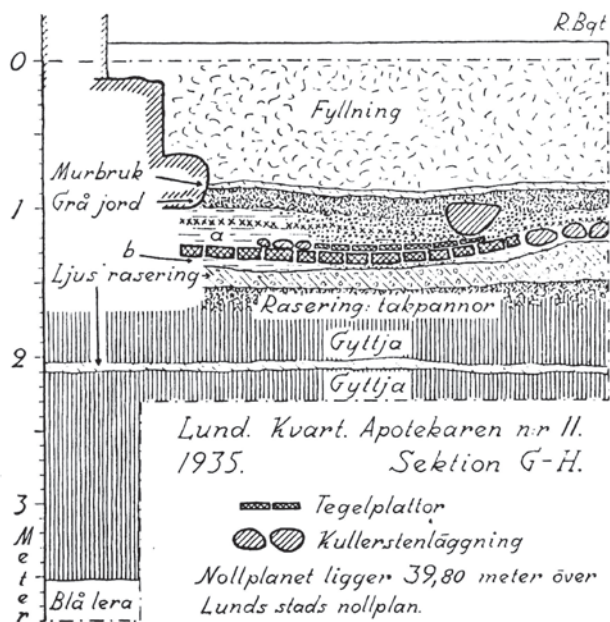 R. Bgt
0
Fyllning
Murbruk
Grå jord
1
a
b
Ljus rasering
Rasering: takpannor
Gyttja
2
Gyttja
Lund. Kvart. Apotekaren n:r 11.
1935. Sektion G-H.
Tegelplattor
3
Kullerstenläggning
Meter
Nollplanet ligger 39,80 meter över
Blå lera
Lunds stads nollplan.